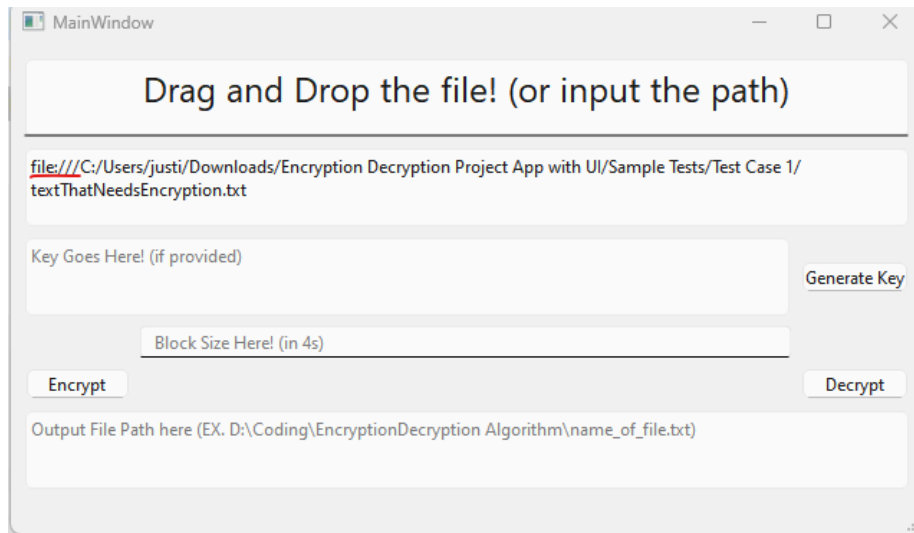 MainWindow
Drag and Drop the file! (or input the path)
file:///C:/Users/justi/Downloads/Encryption Decryption Project App with UI/Sample Tests/Test Case 1/
textThatNeedsEncryption.txt
Key Goes Here! (if provided)
Generate Key
Block Size Here! (in 4s)
Encrypt
Decrypt
Output File Path here (EX. D:\Coding\EncryptionDecryption Algorithm\name_of_file.txt)